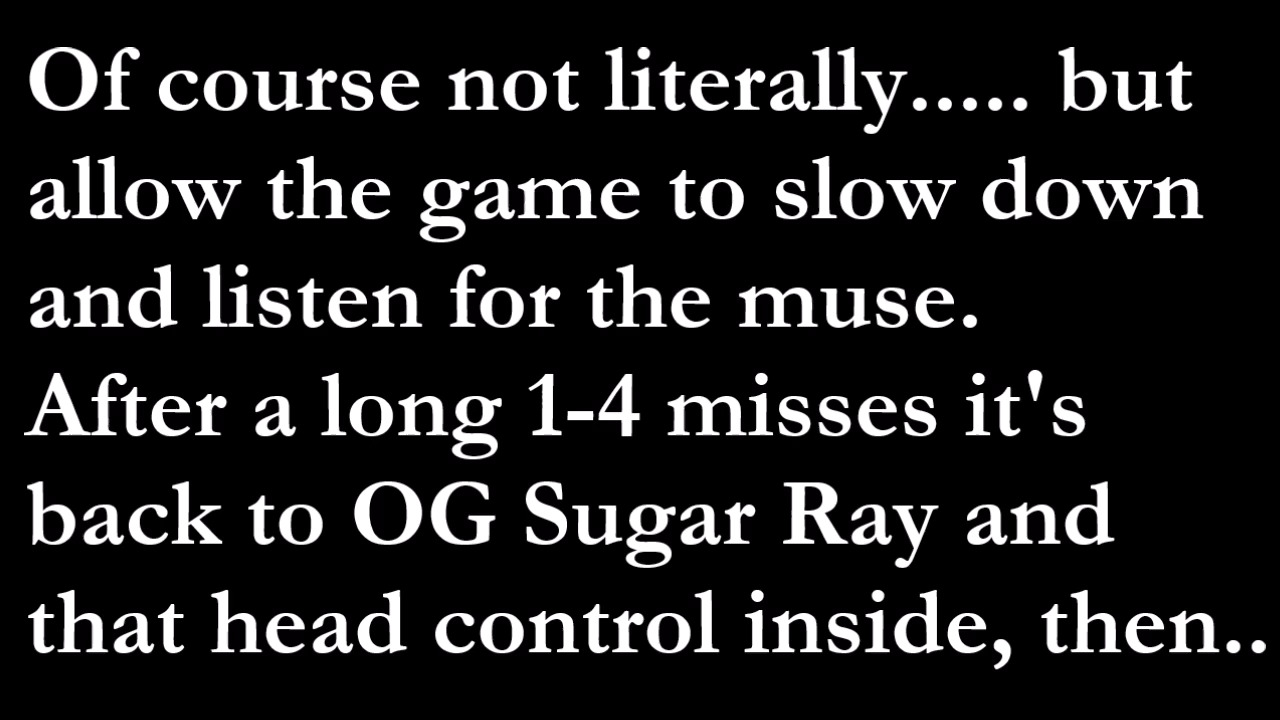 Of course not literally..... but
allow the game to slow down
and listen for the muse.
After a long 1-4 misses it's
back to OG Sugar Ray and
that head control inside, then..